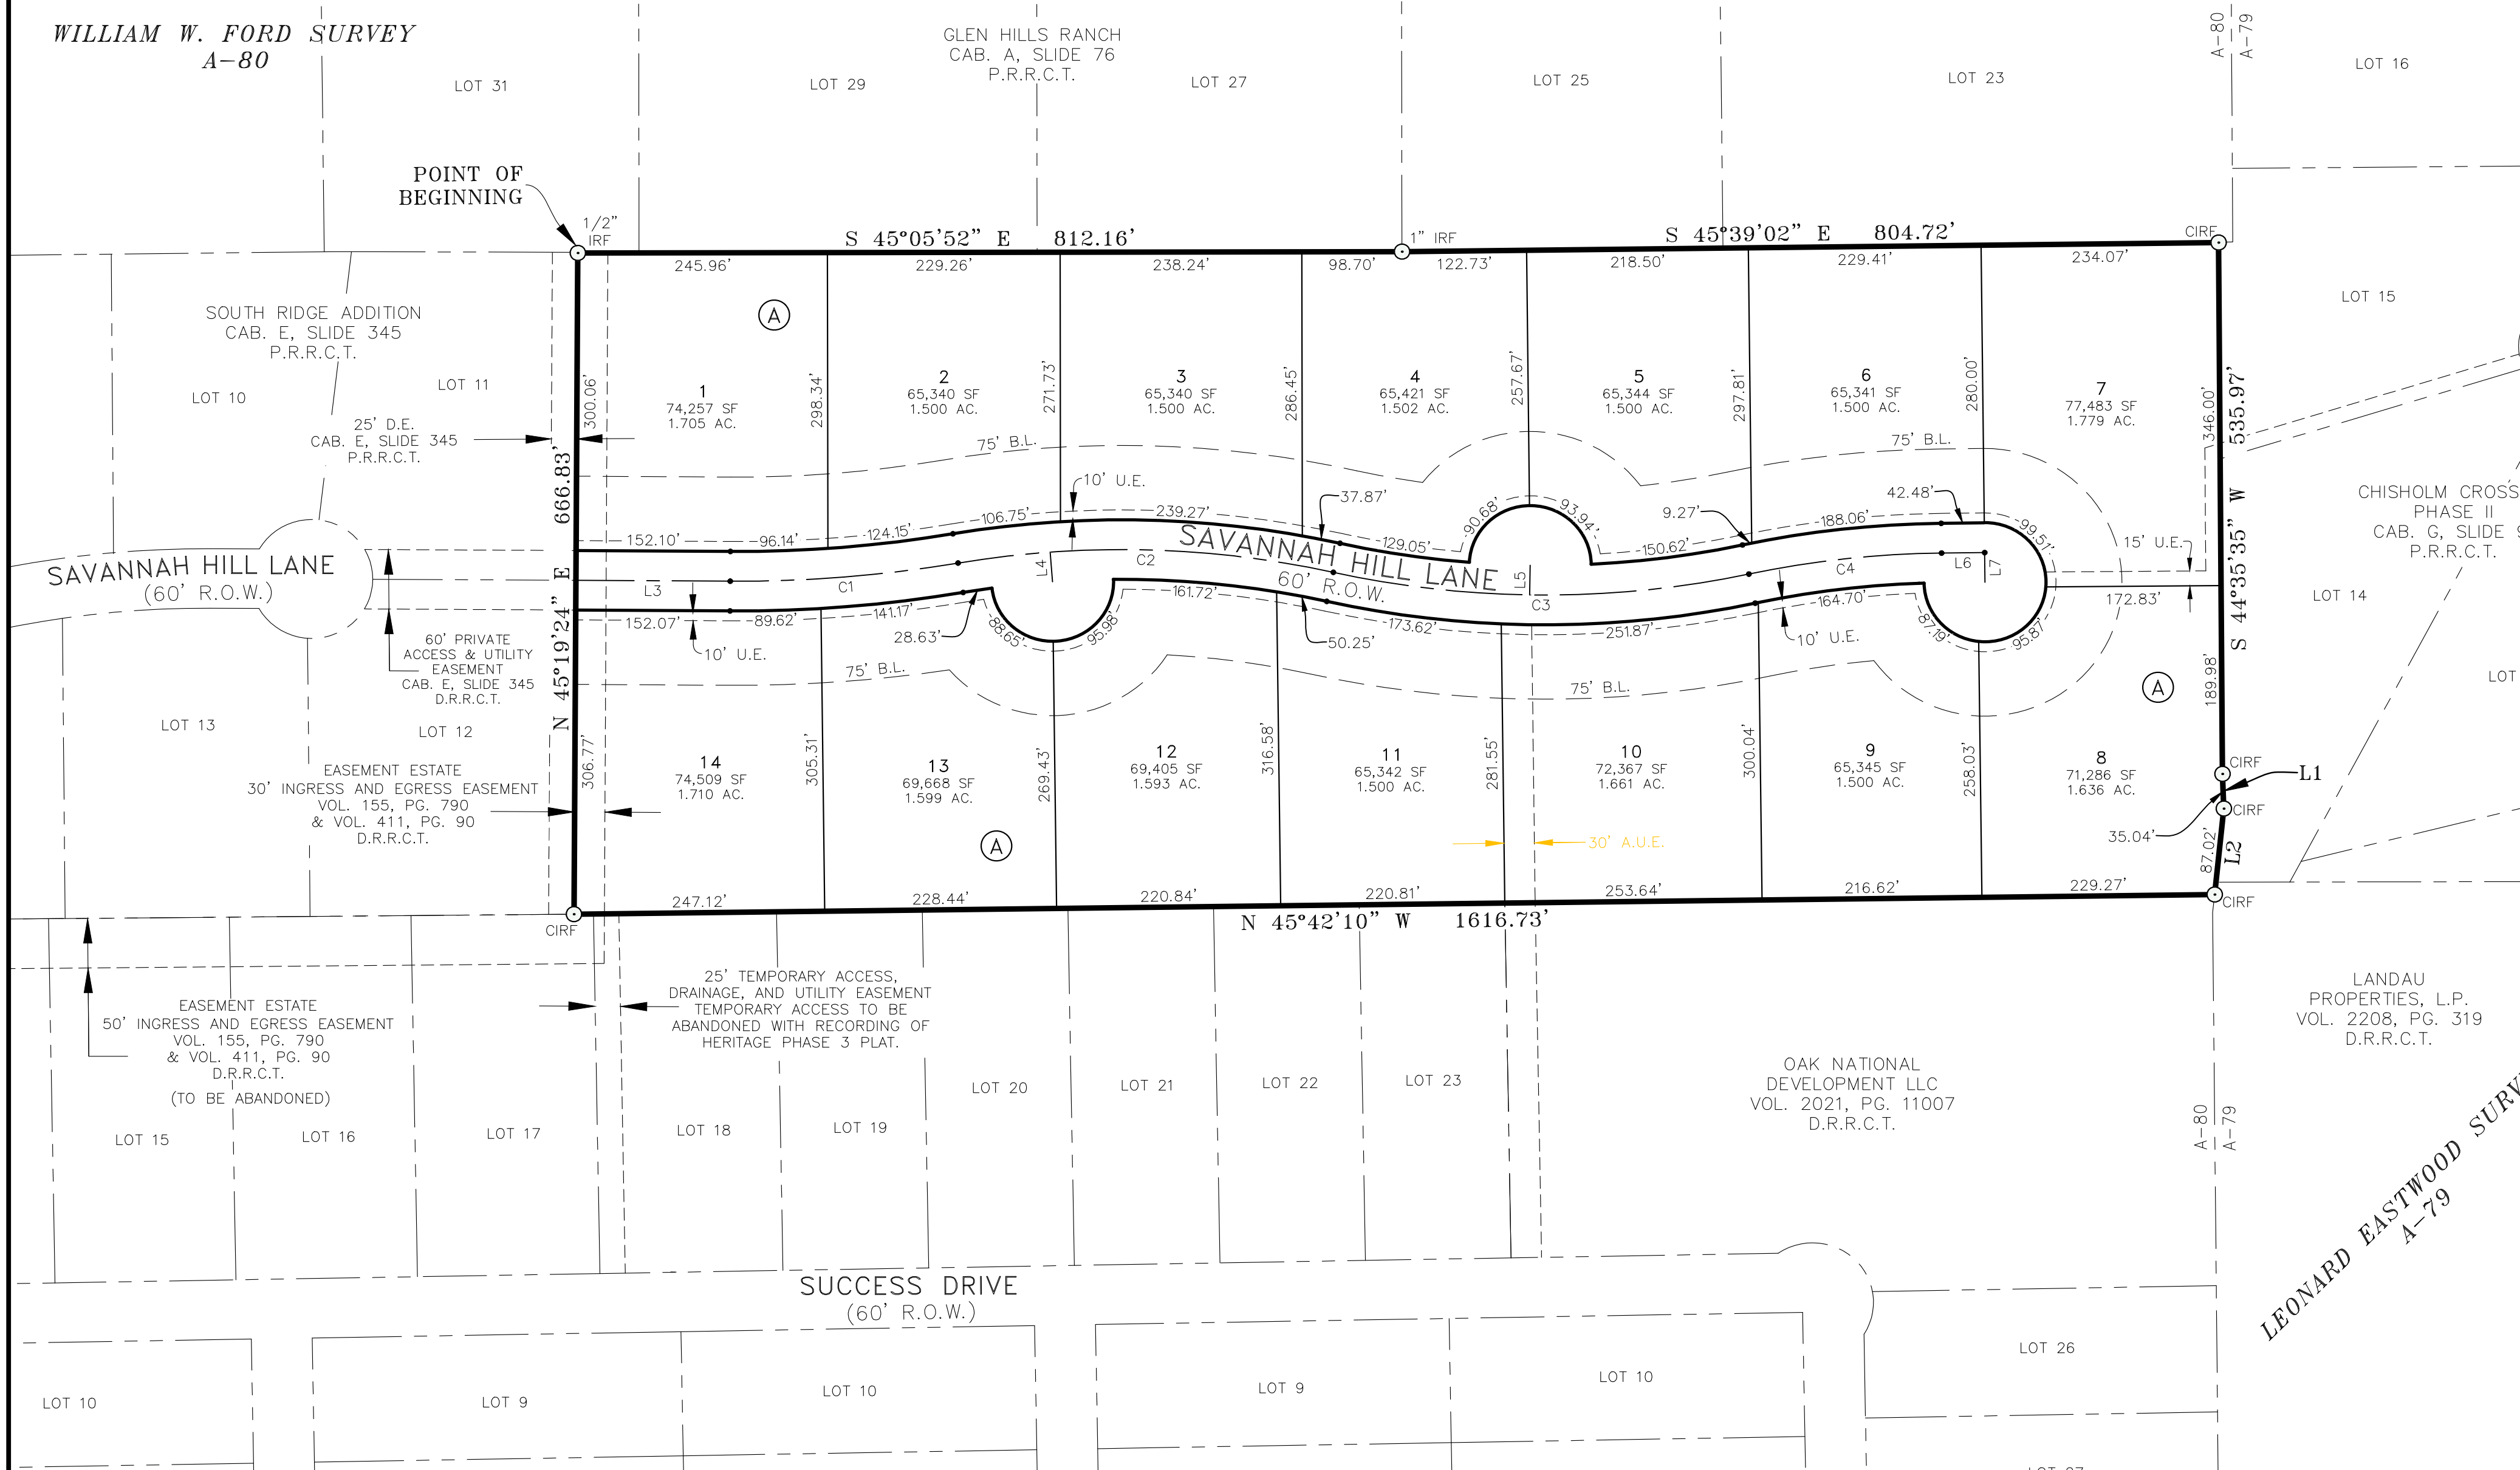 WILLIAM W. FORD SURVEY
A-80
LOT 31
LOT 29
GLEN HILLS RANCH
CAB. A, SLIDE 76
P.R.R.C.T.
LOT 27
LOT 25
LOT 23
A-80
A-79
LOT 16
POINT OF
BEGINNING
1/2"
IRF
S 45°05'52" E 812.16'
1" IRF
S 45°39'02" E 804.72'
CIRF
245.96'
229.26'
238.24'
98.70'
122.73'
218.50'
229.41'
234.07'
SOUTH RIDGE ADDITION
CAB. E, SLIDE 345
P.R.R.C.T.
LOT 10
LOT 11
25' D.E.
CAB. E, SLIDE 345
P.R.R.C.T.
A
LOT 15
N 45°19'24" E 666.83'
300.06'
1
74,257 SF
1.705 AC.
298.34'
2
65,340 SF
1.500 AC.
271.73'
3
65,340 SF
1.500 AC.
286.45'
4
65,421 SF
1.502 AC.
257.67'
5
65,344 SF
1.500 AC.
297.81'
6
65,341 SF
1.500 AC.
280.00'
7
77,483 SF
1.779 AC.
346.00'
S 44°35'35" W 535.97'
75' B.L.
75' B.L.
10' U.E.
37.87'
9.27'
42.48'
152.10'
96.14'
124.15'
106.75'
239.27'
129.05'
90.68'
93.94'
150.62'
188.06'
99.51'
15' U.E.
CHISHOLM CROSS
PHASE II
CAB. G, SLIDE 9
P.R.R.C.T.
SAVANNAH HILL LANE
(60' R.O.W.)
SAVANNAH HILL LANE
60' R.O.W.
L3
C1
L4
C2
L5
C3
C4
L6
L7
152.07'
89.62'
141.17'
28.63'
88.65'
95.98'
161.72'
50.25'
173.62'
251.87'
164.70'
87.19'
95.87'
172.83'
10' U.E.
10' U.E.
LOT 14
60' PRIVATE
ACCESS & UTILITY
EASEMENT
CAB. E, SLIDE 345
D.R.R.C.T.
75' B.L.
75' B.L.
A
189.98'
LOT
LOT 13
LOT 12
EASEMENT ESTATE
30' INGRESS AND EGRESS EASEMENT
VOL. 155, PG. 790
& VOL. 411, PG. 90
D.R.R.C.T.
306.77'
14
74,509 SF
1.710 AC.
305.31'
13
69,668 SF
1.599 AC.
269.43'
12
69,405 SF
1.593 AC.
316.58'
11
65,342 SF
1.500 AC.
281.55'
10
72,367 SF
1.661 AC.
300.04'
9
65,345 SF
1.500 AC.
258.03'
8
71,286 SF
1.636 AC.
CIRF
L1
CIRF
35.04'
87.02'
L2
A
30' A.U.E.
247.12'
228.44'
220.84'
220.81'
253.64'
216.62'
229.27'
CIRF
N 45°42'10" W 1616.73'
CIRF
25' TEMPORARY ACCESS,
DRAINAGE, AND UTILITY EASEMENT
TEMPORARY ACCESS TO BE
ABANDONED WITH RECORDING OF
HERITAGE PHASE 3 PLAT.
EASEMENT ESTATE
50' INGRESS AND EGRESS EASEMENT
VOL. 155, PG. 790
& VOL. 411, PG. 90
D.R.R.C.T.
(TO BE ABANDONED)
LANDAU
PROPERTIES, L.P.
VOL. 2208, PG. 319
D.R.R.C.T.
OAK NATIONAL
DEVELOPMENT LLC
VOL. 2021, PG. 11007
D.R.R.C.T.
LOT 15
LOT 16
LOT 17
LOT 18
LOT 19
LOT 20
LOT 21
LOT 22
LOT 23
A-80
A-79
LEONARD EASTWOOD SURV
A-79
SUCCESS DRIVE
(60' R.O.W.)
LOT 10
LOT 9
LOT 10
LOT 9
LOT 10
LOT 26